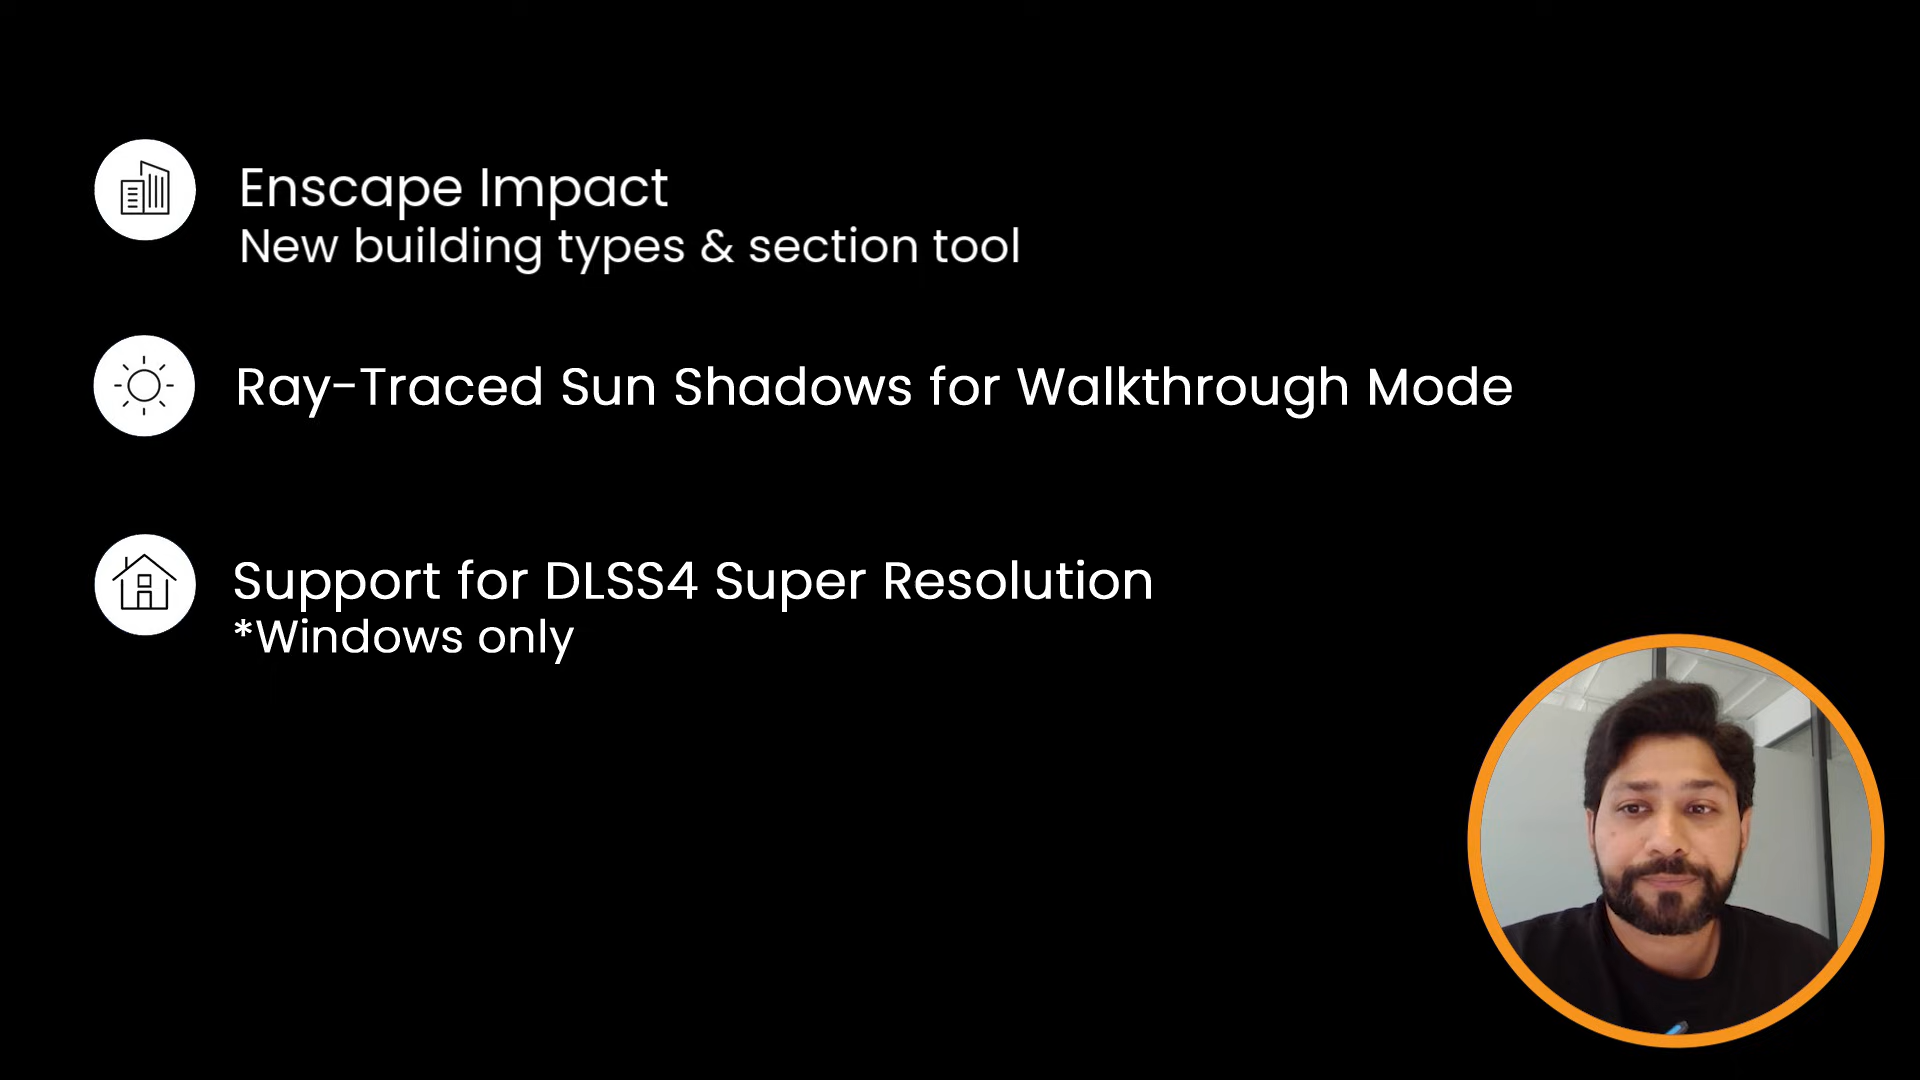 Enscape Impact
New building types & section tool
Ray-Traced Sun Shadows for Walkthrough Mode
Support for DLSS4 Super Resolution
*Windows only